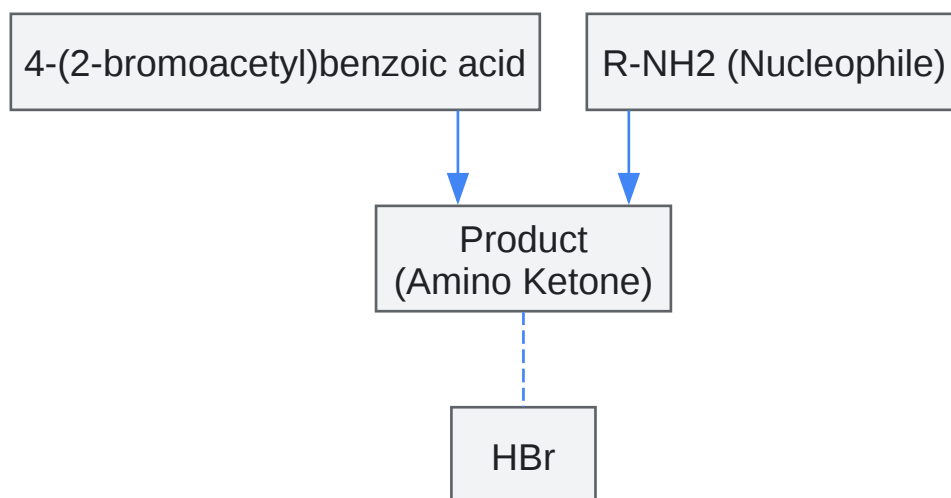 4-(2-bromoacetyl)benzoic acid
R-NH2 (Nucleophile)
Product
(Amino Ketone)
HBr